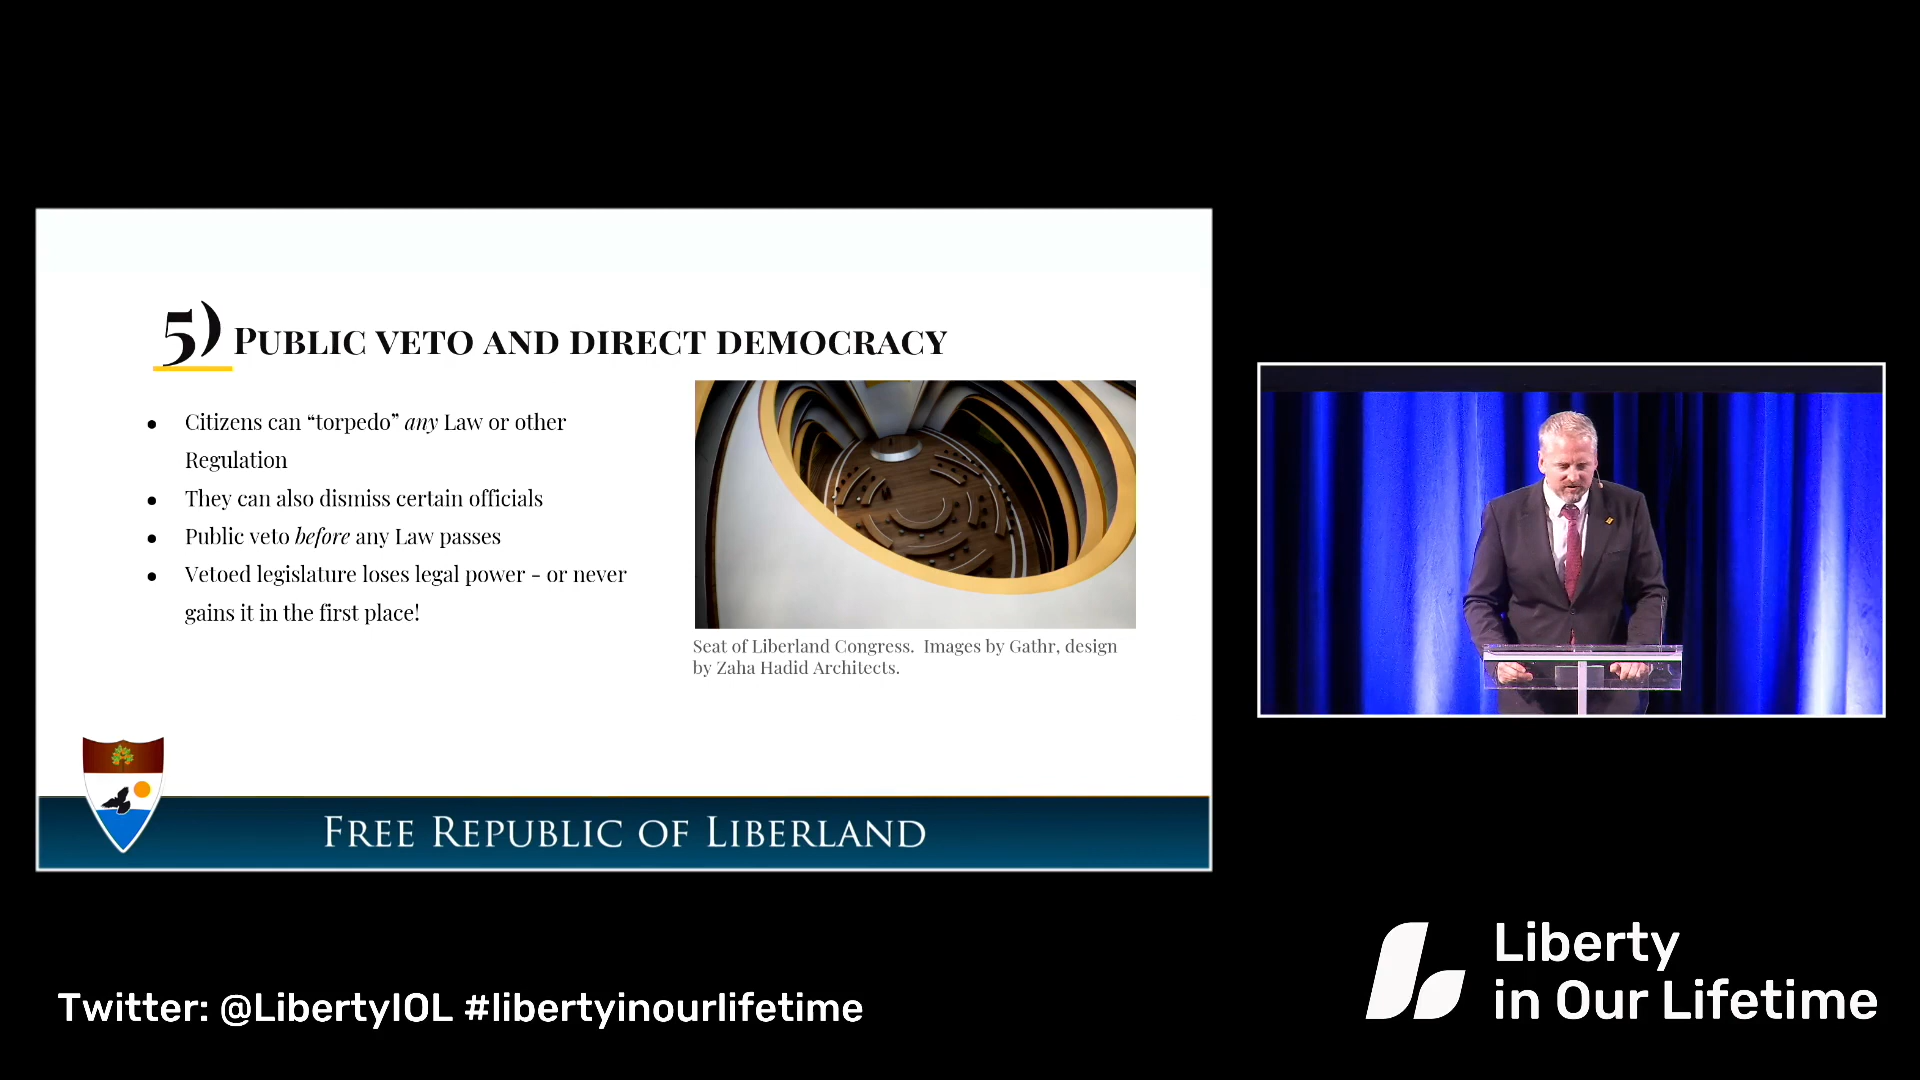 5) PUBLIC VETO AND DIRECT DEMOCRACY
● Citizens can “torpedo” any Law or other
Regulation
● They can also dismiss certain officials
● Public veto before any Law passes
● Vetoed legislature loses legal power - or never
gains it in the first place!
Seat of Liberland Congress. Images by Gathr, design
by Zaha Hadid Architects.
FREE REPUBLIC OF LIBERLAND
Twitter: @LibertyIOL #libertyinourlifetime
Liberty
in Our Lifetime